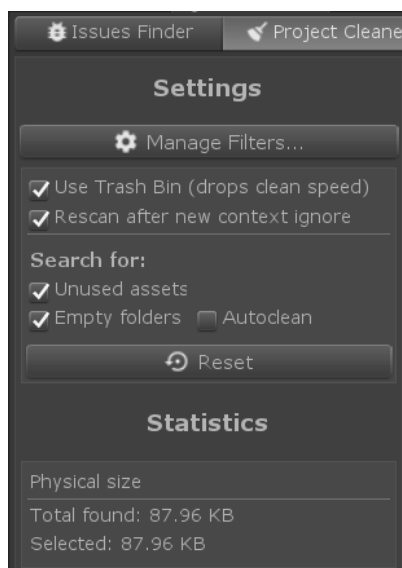 Issues Finder Project Cleane
Settings
Manage Filters...
Use Trash Bin (drops clean speed)
Rescan after new context ignore
Search for:
Unused assets
Empty folders Autoclean
Reset
Statistics
Physical size
Total found: 87.96 KB
Selected: 87.96 KB